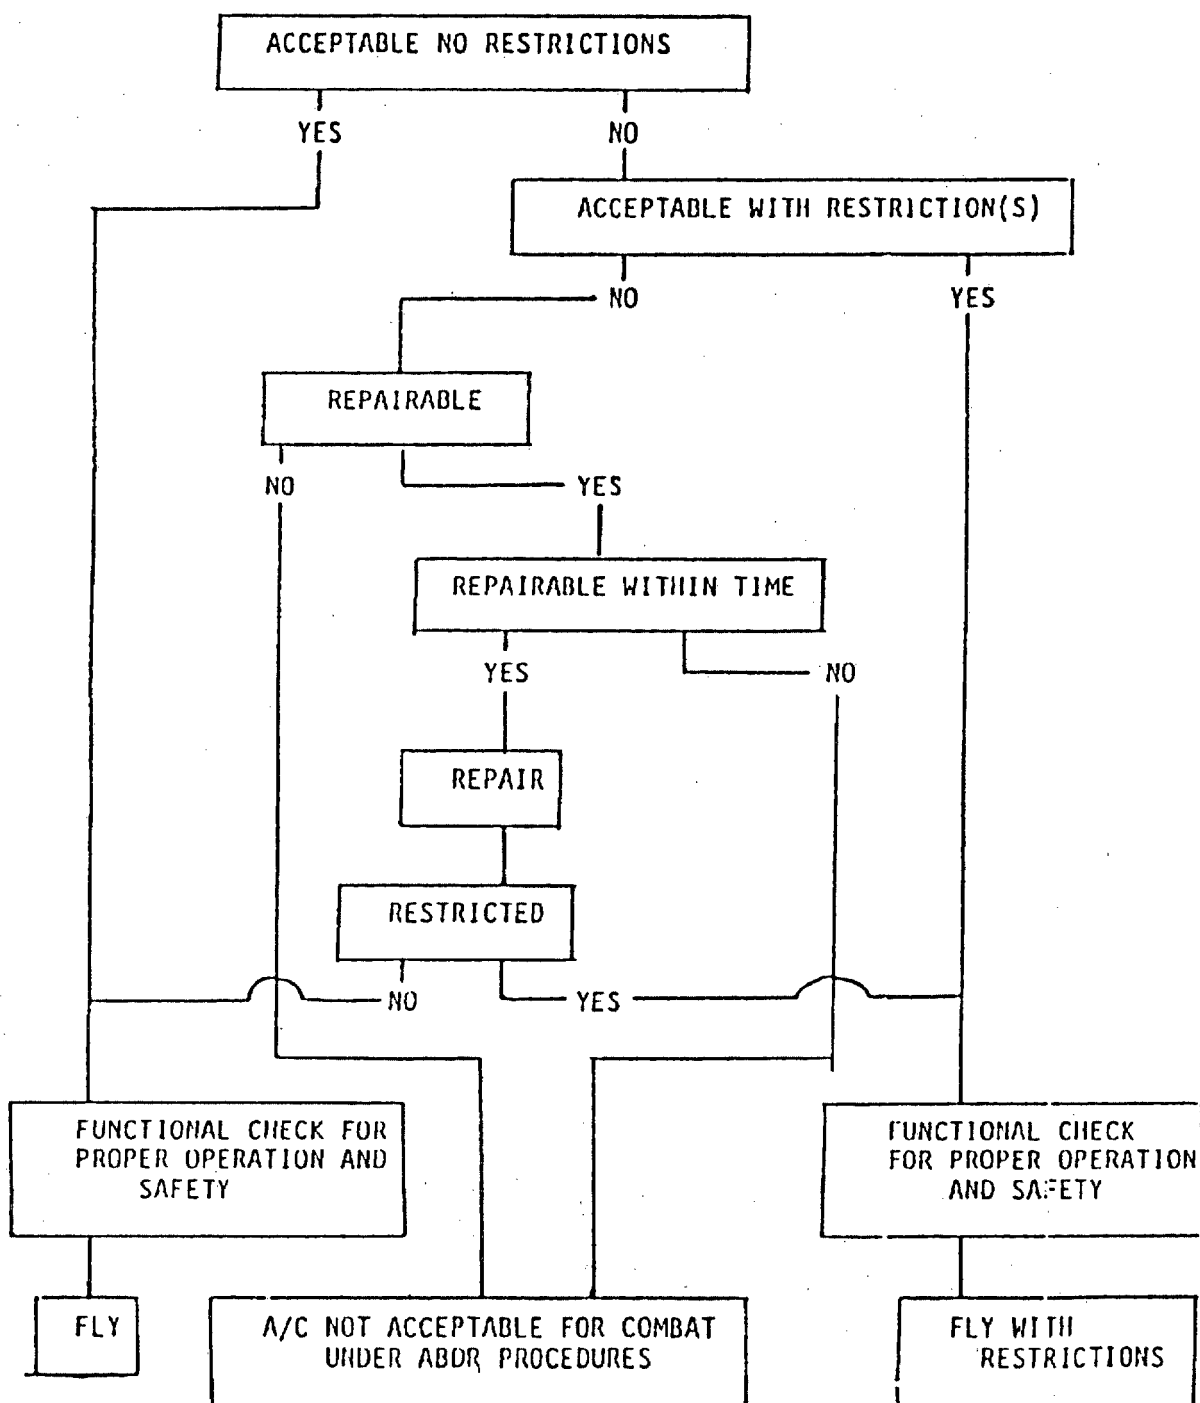 ACCEPTABLE NO RESTRICTIONS
YES
NO
ACCEPTABLE WITH RESTRICTION(S)
NO
YES
REPAIRABLE
NO
YES
REPAIRABLE WITHIN TIME
YES
NO
REPAIR
RESTRICTED
NO
YES
FUNCTIONAL CHECK FOR
PROPER OPERATION AND
SAFETY
FUNCTIONAL CHECK
FOR PROPER OPERATION
AND SAFETY
FLY
A/C NOT ACCEPTABLE FOR COMBAT
UNDER ABDR PROCEDURES
FLY WITH
RESTRICTIONS